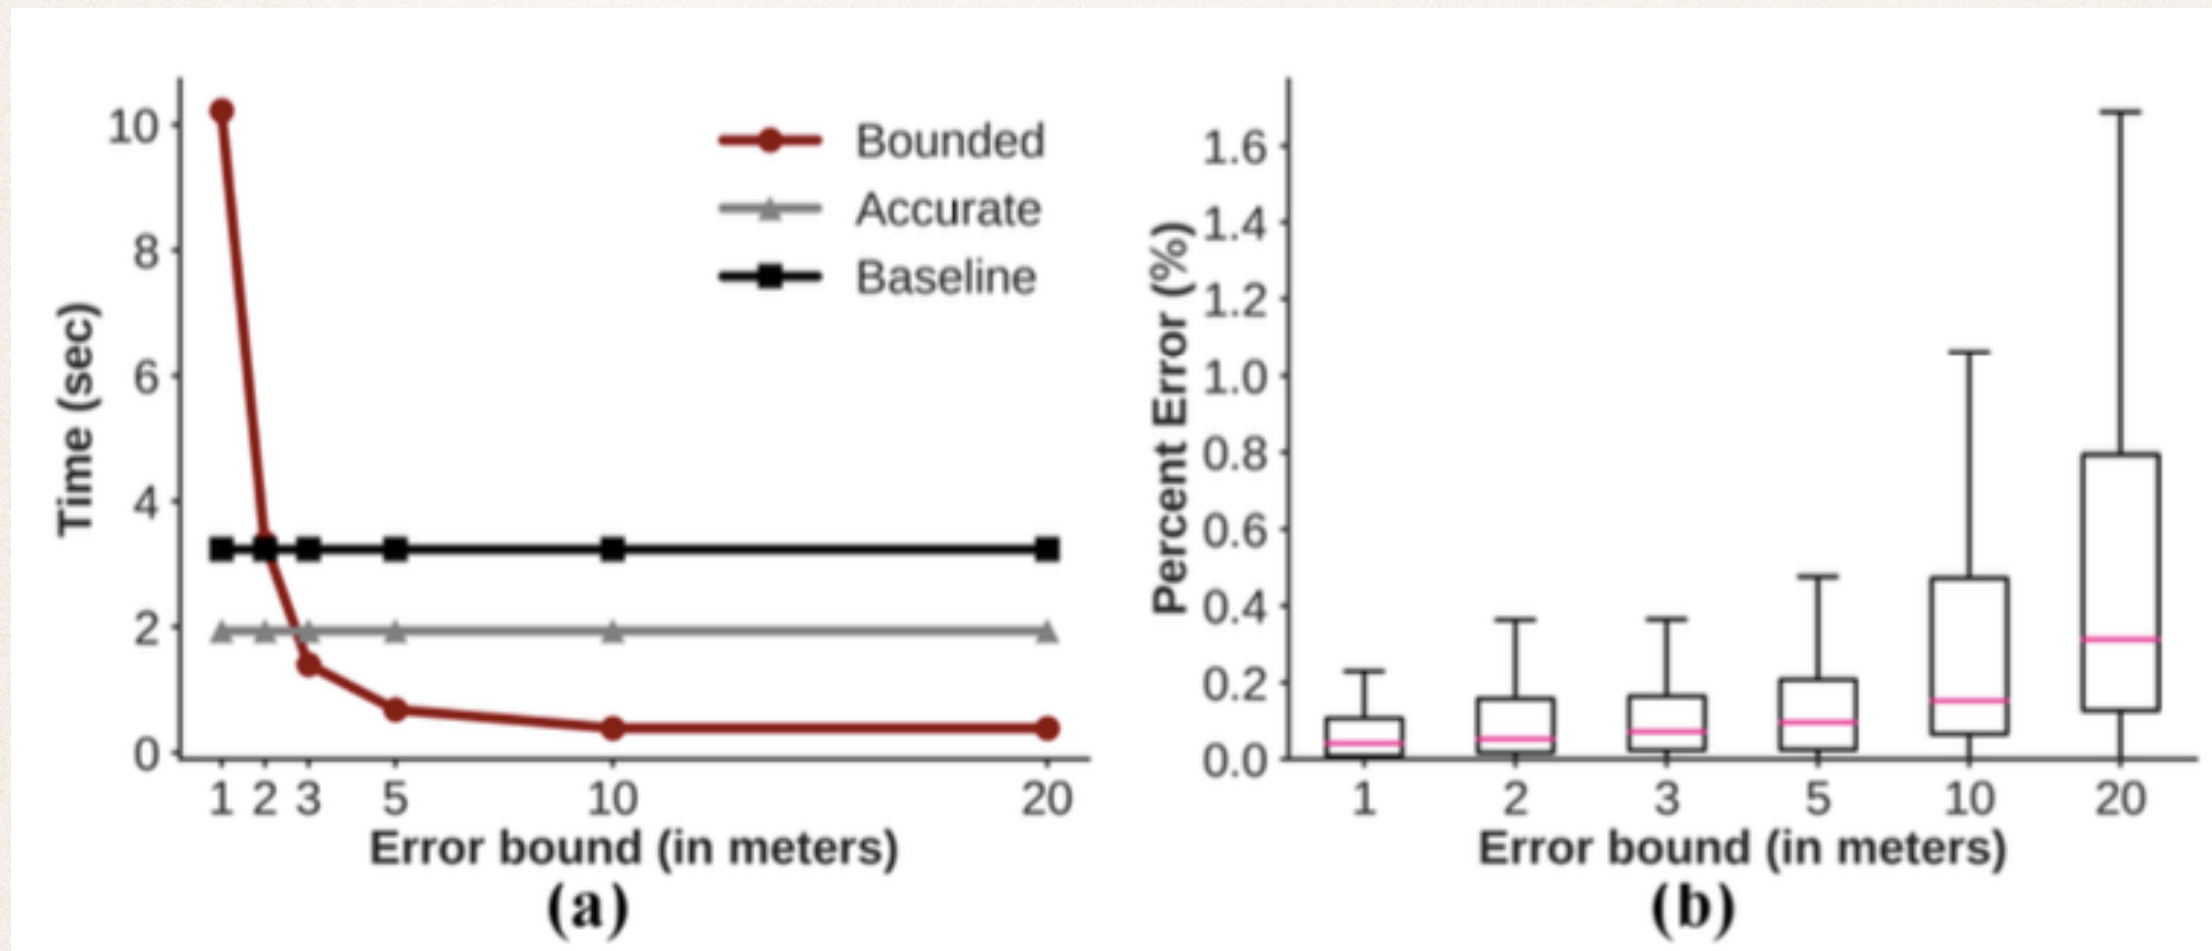 Time (sec)
10
8
6
4
2
0
Bounded
Accurate
Baseline
1 2 3 5 10 20
Error bound (in meters)
(a)
Percent Error (%)
1.6
1.4
1.2
1.0
0.8
0.6
0.4
0.2
0.0
1 2 3 5 10 20
Error bound (in meters)
(b)